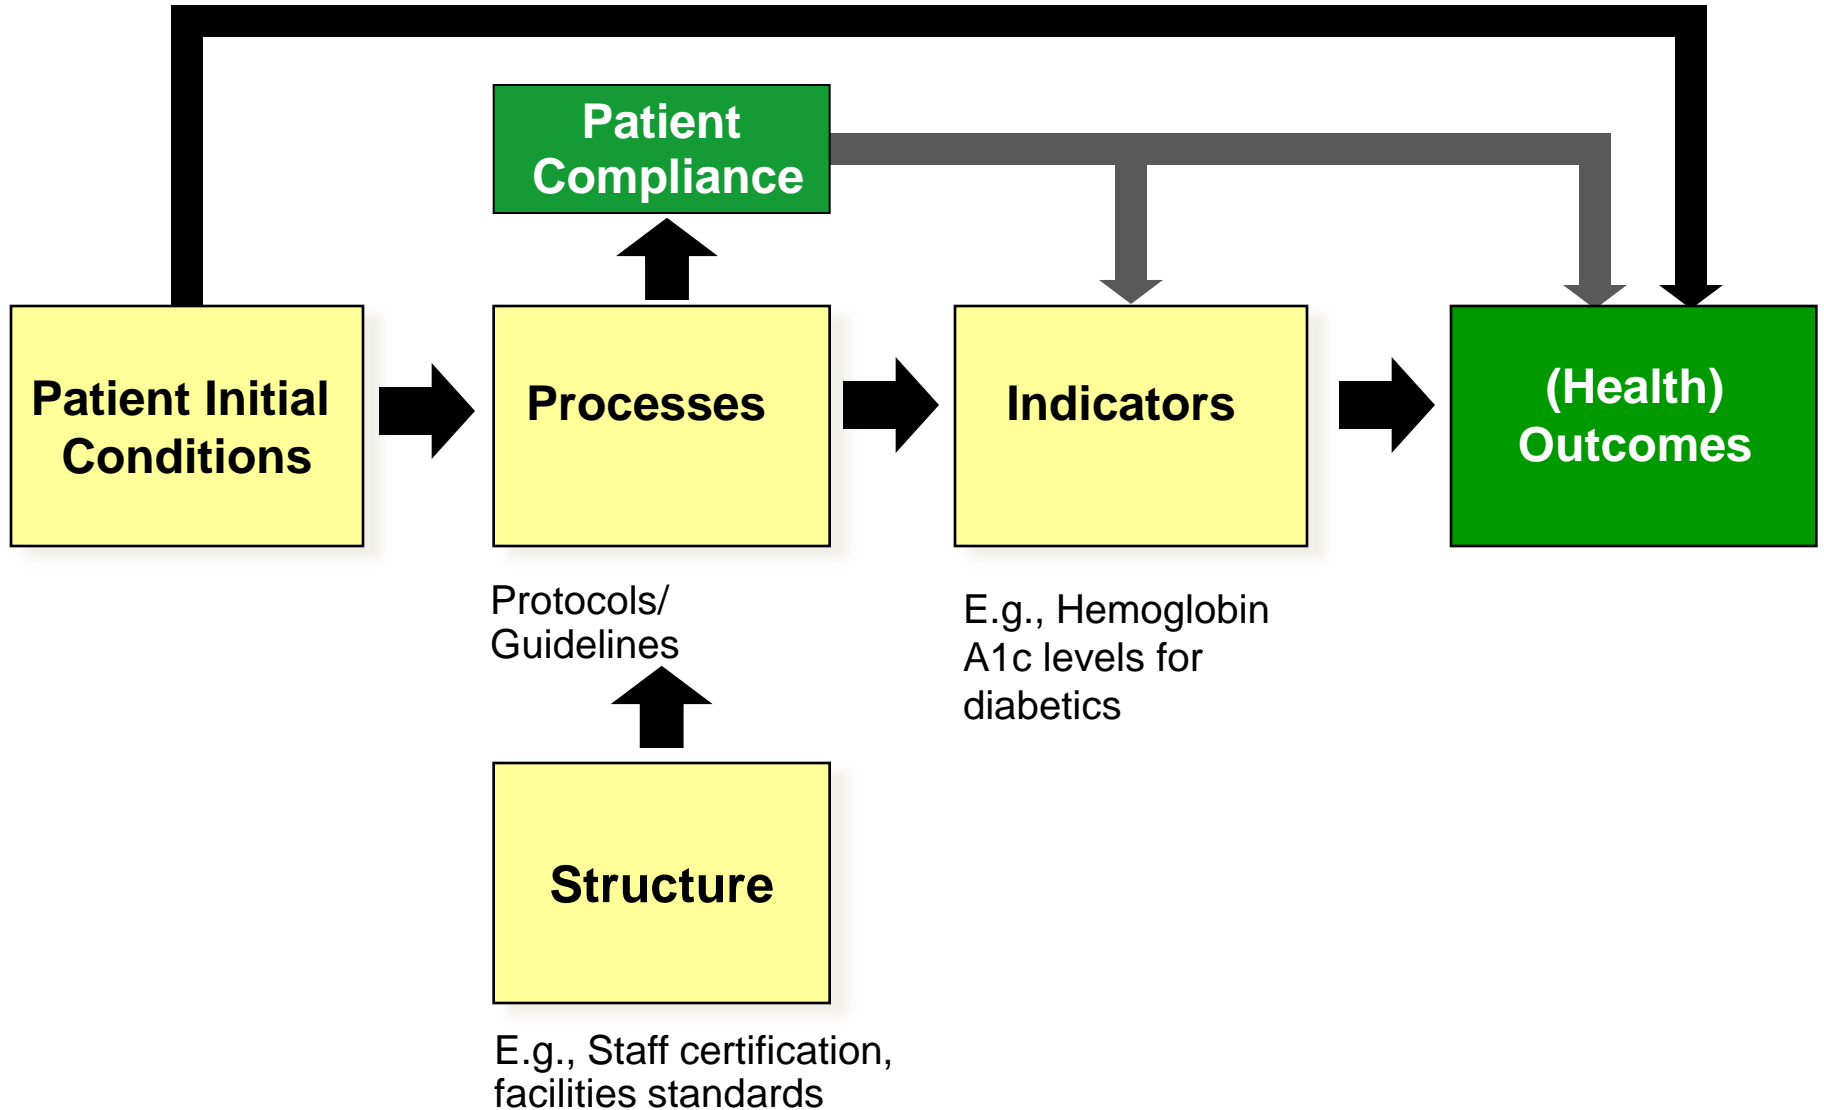 Patient
Compliance
Patient Initial
Conditions
Processes
Indicators
(Health)
Outcomes
Protocols/
Guidelines
E.g., Hemoglobin
A1c levels for
diabetics
Structure
E.g., Staff certification,
facilities standards